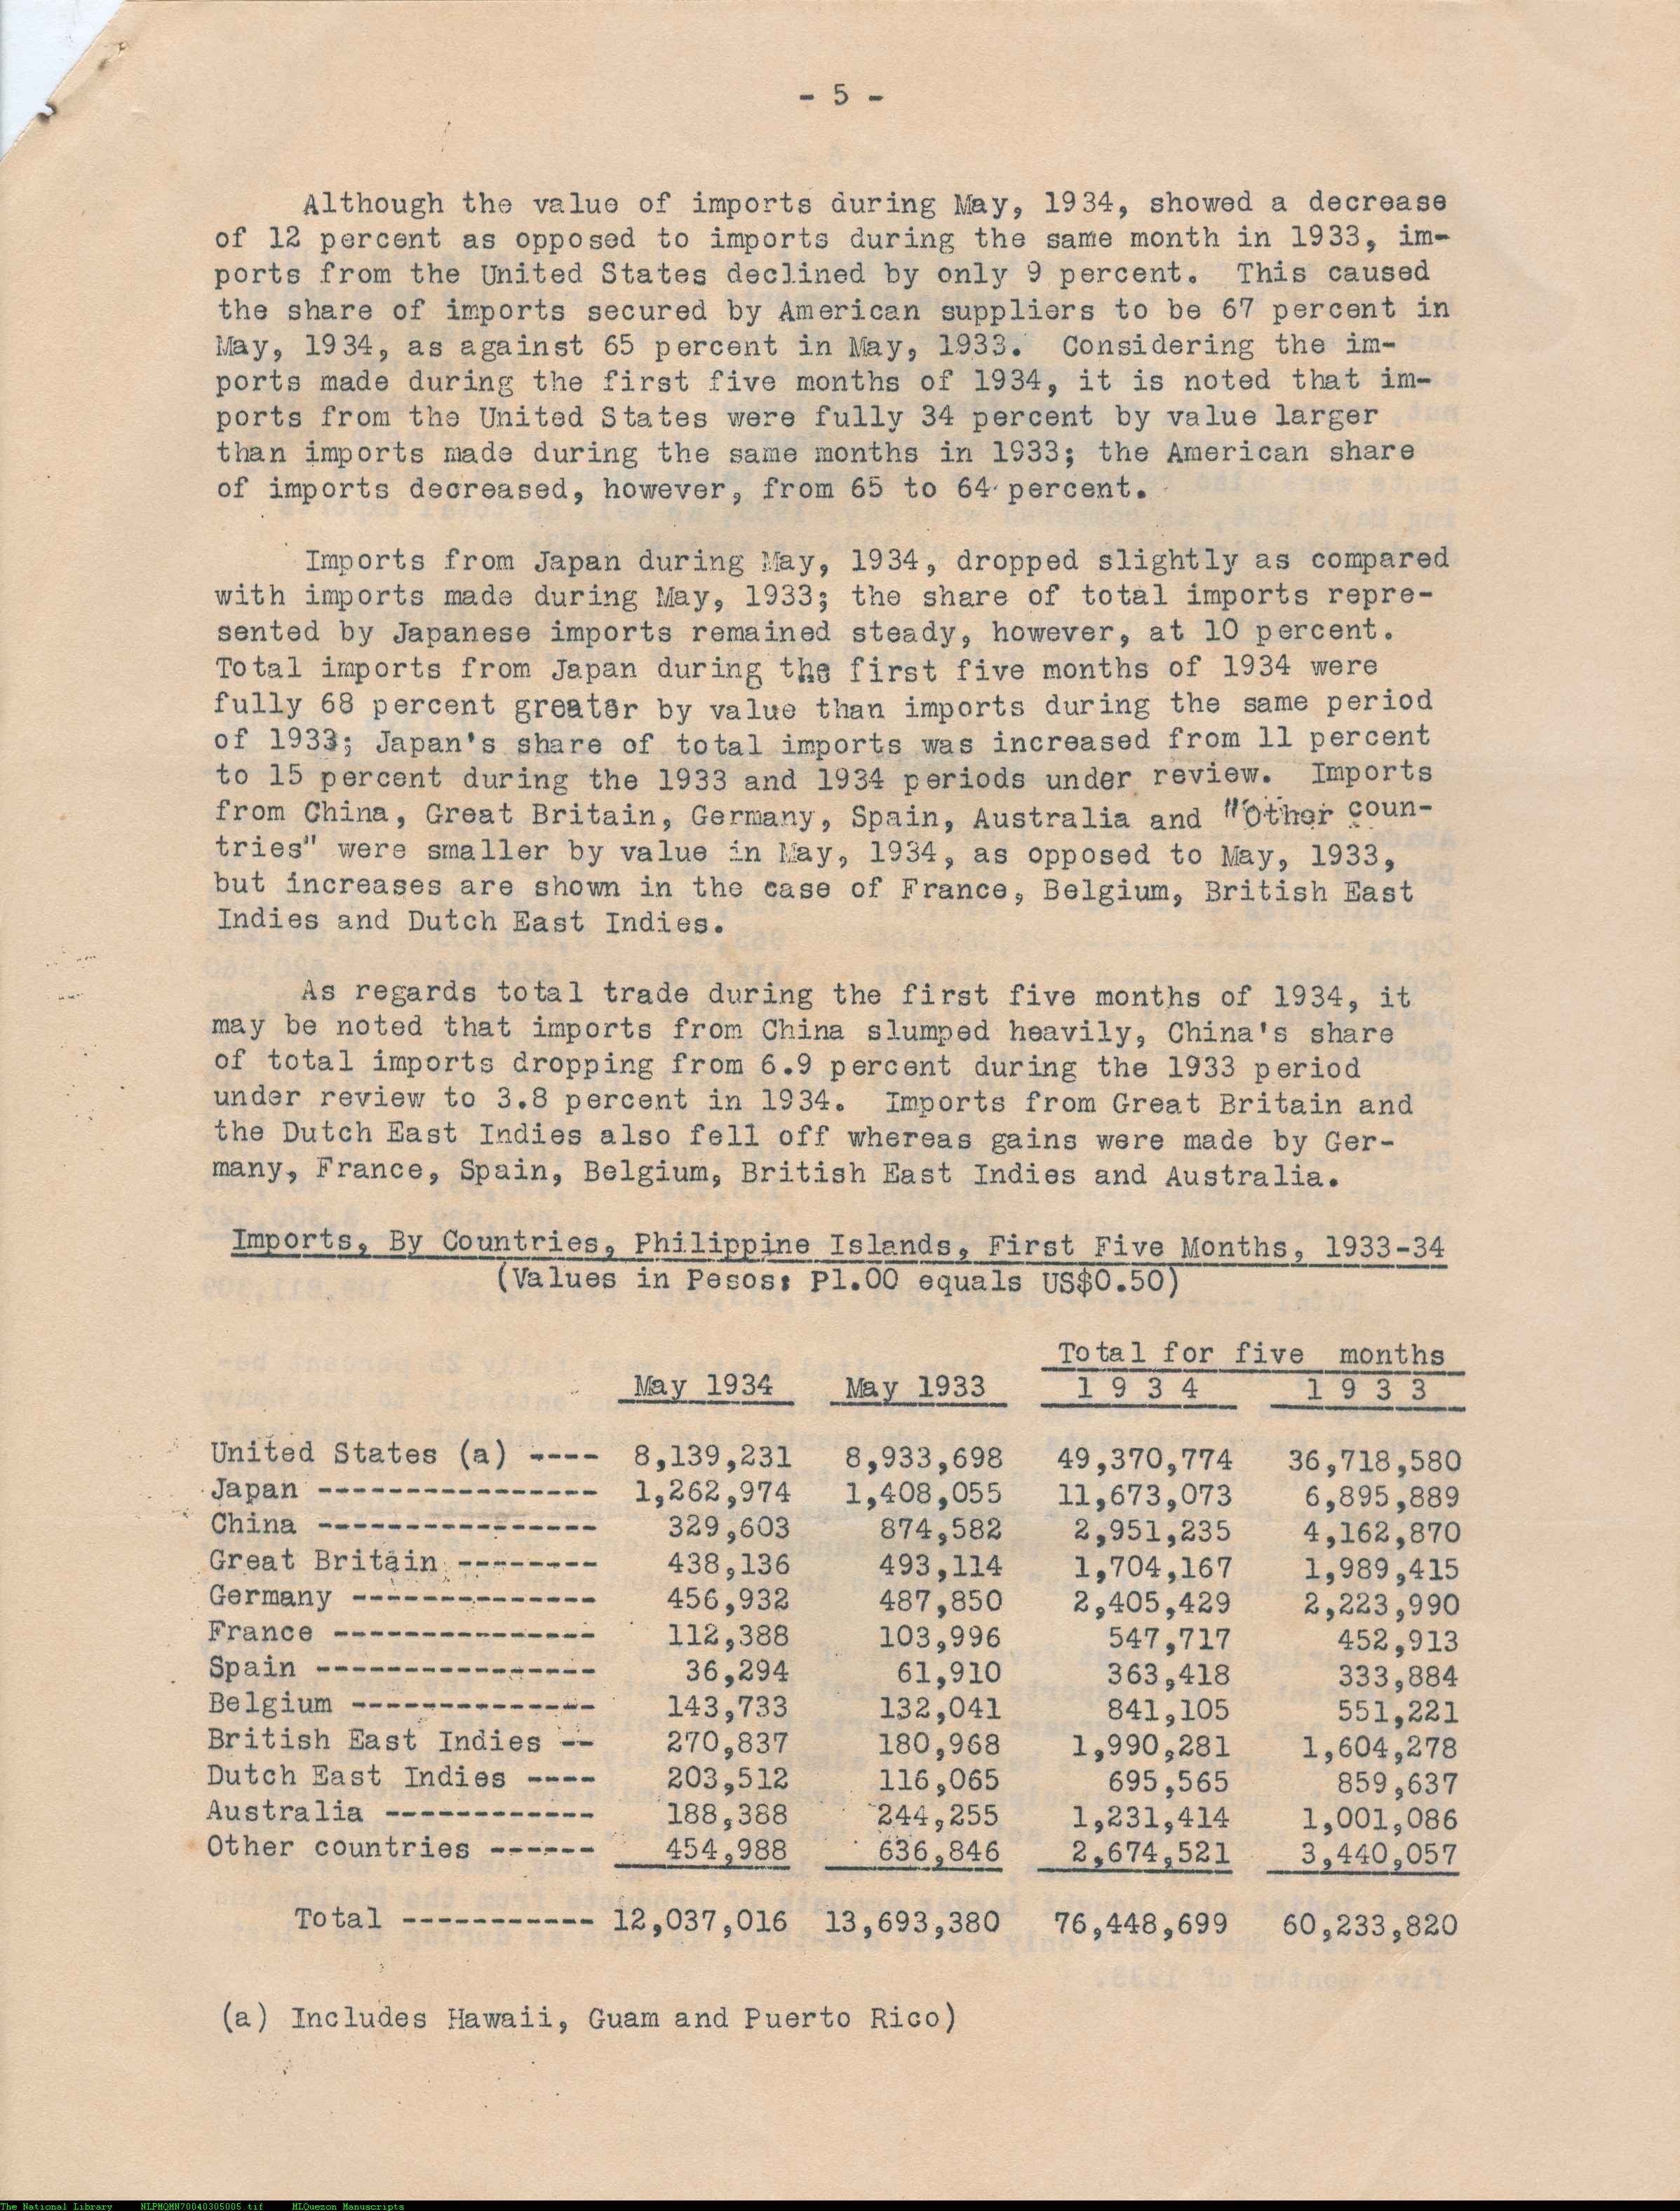 - 5 -
Although the value of imports during May, 1934, showed a decrease
of 12 percent as opposed to imports during the same month in 1933, im-
ports from the United States declined by only 9 percent. This caused
the share of imports secured by American suppliers to be 67 percent in
May, 1934, as against 65 percent in May, 1933. Considering the im-
ports made during the first five months of 1934, it is noted that im-
ports from the United States were fully 34 percent by value larger
than imports made during the same months in 1933; the American share
of imports decreased, however, from 65 to 64 percent.
Imports from Japan during May, 1934, dropped slightly as compared
with imports made during May, 1933; the share of total imports repre-
sented by Japanese imports remained steady, however, at 10 percent.
Total imports from Japan during the first five months of 1934 were
fully 68 percent greater by value than imports during the same period
of 1933; Japan's share of total imports was increased from 11 percent
to 15 percent during the 1933 and 1934 periods under review. Imports
from China, Great Britain, Germany, Spain, Australia and "Other coun-
tries" were smaller by value in May, 1934, as opposed to May, 1933,
but increases are shown in the case of France, Belgium, British East
Indies and Dutch East Indies.
As regards total trade during the first five months of 1934, it
may be noted that imports from China slumped heavily, China's share
of total imports dropping from 6.9 percent during the 1933 period
under review to 3.8 percent in 1934. Imports from Great Britain and
the Dutch East Indies also fell off whereas gains were made by Ger-
many, France, Spain, Belgium, British East Indies and Australia.
Imports, By Countries, Philippine Islands, First Five Months, 1933-34
(Values in Pesos: P1.00 equals US$0.50)
Total for five months
May 1934 May 1933 1 9 3 4 1 9 3 3
United States (a) ---- 8,139,231 8,933,698 49,370,774 36,718,580
Japan ---------------- 1,262,974 1,408,055 11,673,073 6,895,889
China ---------------- 329,603 874,582 2,951,235 4,162,870
Great Britain -------- 438,136 493,114 1,704,167 1,989,415
Germany -------------- 456,932 487,850 2,405,429 2,223,990
France --------------- 112,388 103,996 547,717 452,913
Spain ---------------- 36,294 61,910 363,418 333,884
Belgium -------------- 143,733 132,041 841,105 551,221
British East Indies -- 270,837 180,968 1,990,281 1,604,278
Dutch East Indies ---- 203,512 116,065 695,565 859,637
Australia ------------ 188,388 244,255 1,231,414 1,001,086
Other countries ------ 454,988 636,846 2,674,521 3,440,057
Total ----------- 12,037,016 13,693,380 76,448,699 60,233,820
(a) Includes Hawaii, Guam and Puerto Rico)
The National Library NLPMQMN70040305005.tif MLQuezon Manuscripts